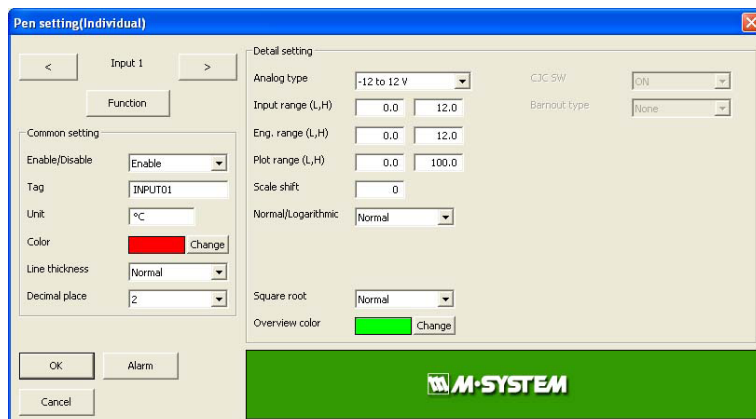 Pen setting(Individual)
< Input 1 >
Function
Common setting
Enable/Disable Enable
Tag INPUT01
Unit °C
Color Change
Line thickness Normal
Decimal place 2
OK Alarm
Cancel
Detail setting
Analog type -12 to 12 V CJC SW ON
Input range (L,H) 0.0 12.0 Barnout type None
Eng. range (L,H) 0.0 12.0
Plot range (L,H) 0.0 100.0
Scale shift 0
Normal/Logarithmic Normal
Square root Normal
Overview color Change
M-SYSTEM